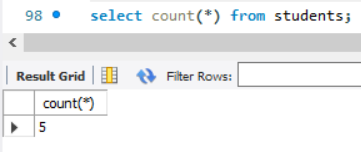 98 select count(*) from students;
Result Grid Filter Rows:
count(*)
5